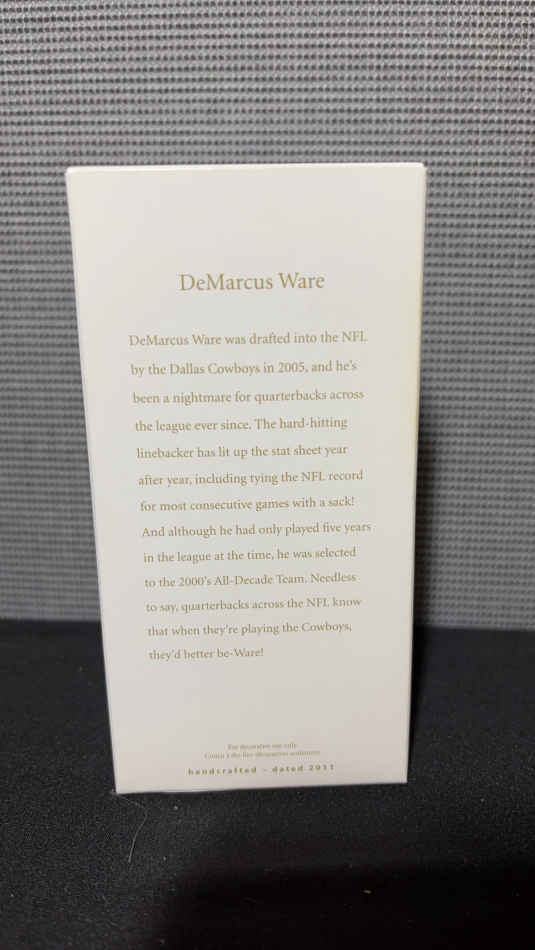 DeMarcus Ware
DeMarcus Ware was drafted into the NFL
by the Dallas Cowboys in 2005, and he's
been a nightmare for quarterbacks across
the league ever since. The hard-hitting
linebacker has lit up the stat sheet year
after year, including tying the NFL record
for most consecutive games with a sack!
And although he had only played five years
in the league at the time, he was selected
to the 2000's All-Decade Team. Needless
to say, quarterbacks across the NFL know
that when they're playing the Cowboys,
they'd better be-Ware!
For decorative use only.
handcrafted - dated 2011